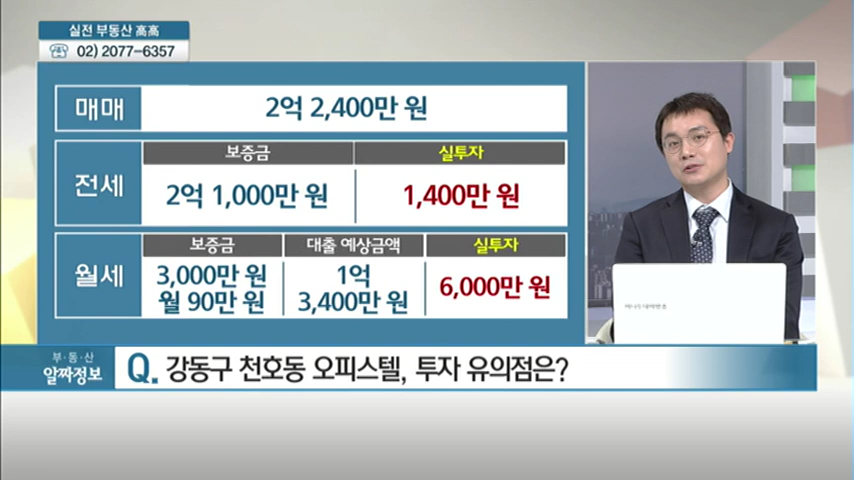 실전 부동산 高高
02) 2077-6357
매매
2억 2,400만 원
전세
보증금
실투자
2억 1,000만 원
1,400만 원
월세
보증금
대출 예상금액
실투자
3,000만 원
월 90만 원
1억
3,400만 원
6,000만 원
부·동·산
알짜정보
Q. 강동구 천호동 오피스텔, 투자 유의점은?